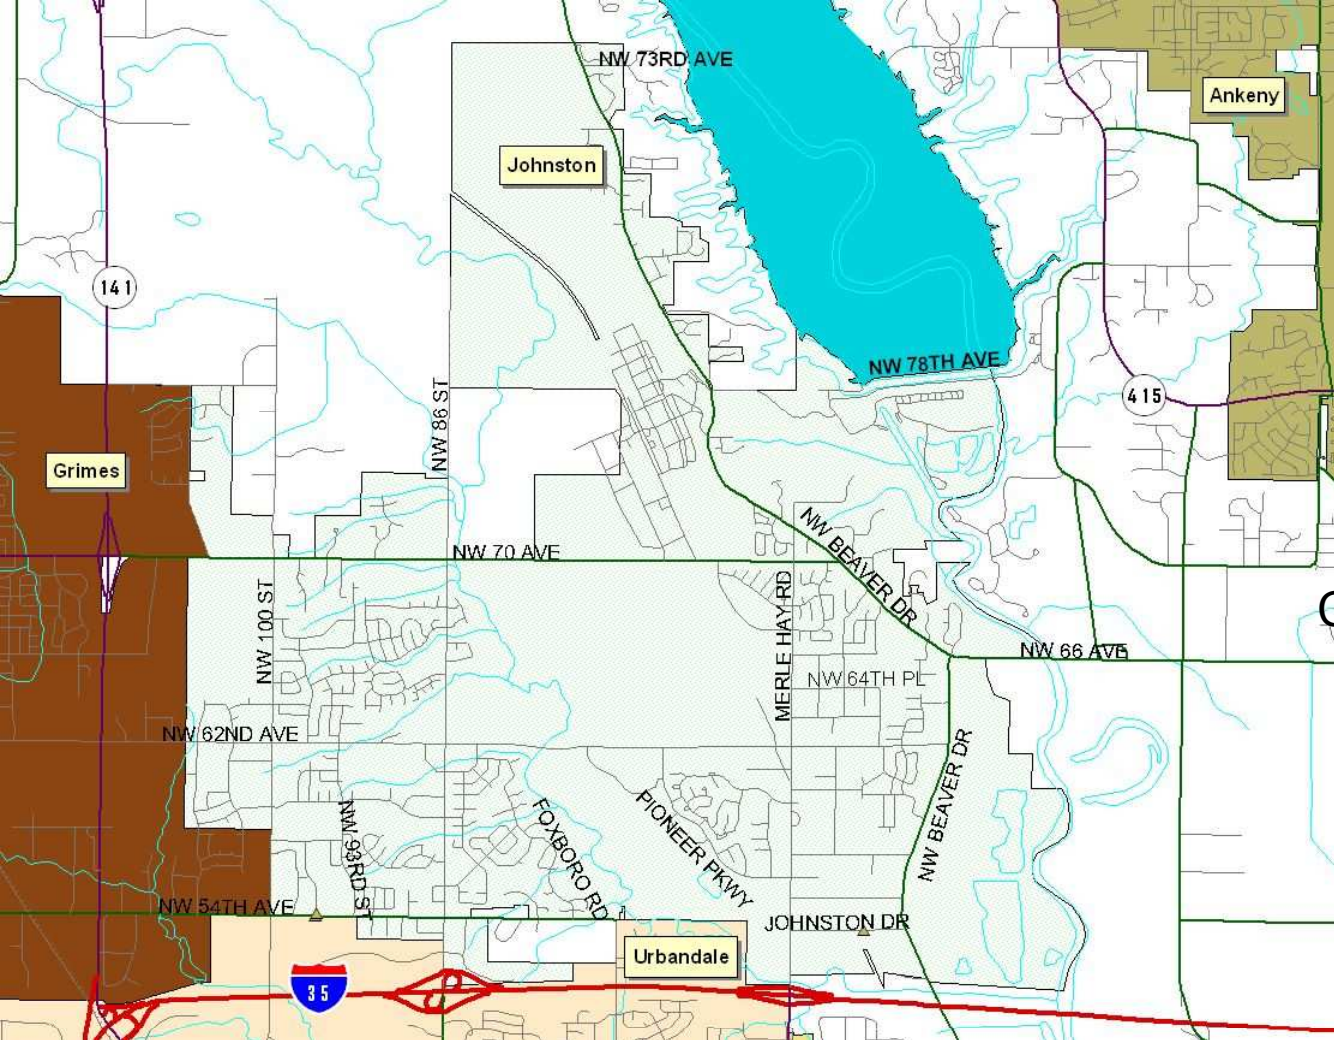 NW 73RD AVE
Ankeny
Johnston
141
NW 78TH AVE
415
NW 86 ST
Grimes
NW BEAVER DR
NW 70 AVE
NW 100 ST
MERLE HAY RD
NW 66 AVE
NW 64TH PL
NW 62ND AVE
NW BEAVER DR
NW 93RD ST
FOXBORO RD
PIONEER PKWY
NW 54TH AVE
JOHNSTON DR
Urbandale
35